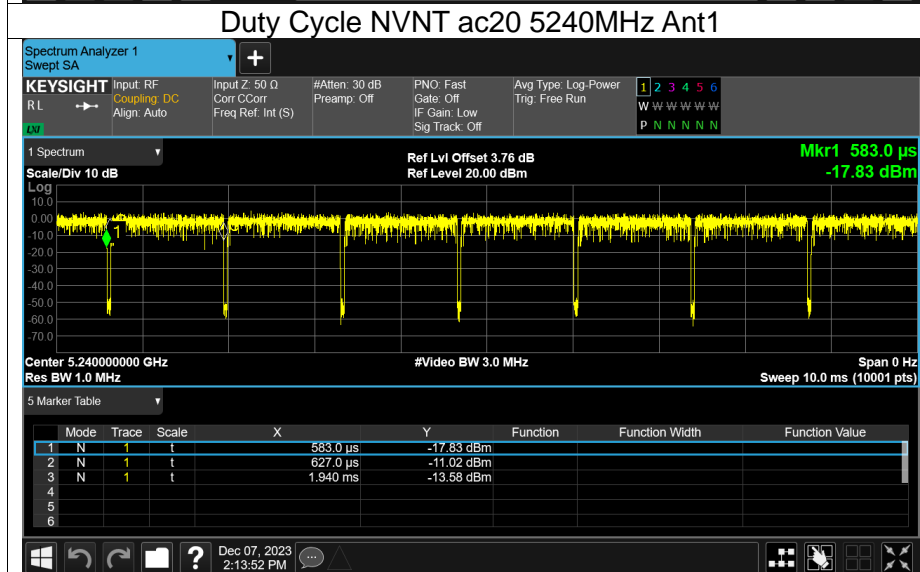 Duty Cycle NVNT ac20 5240MHz Ant1
Spectrum Analyzer 1
Swept SA
+
KEYSIGHT Input: RF Input Z: 50 Ω #Atten: 30 dB PNO: Fast Avg Type: Log-Power 1 2 3 4 5 6
R L Coupling: DC Corr CCorr Preamp: Off Gate: Off Trig: Free Run W W W W W W
Align: Auto Freq Ref: Int (S) IF Gain: Low
LXI Sig Track: Off P N N N N N
1 Spectrum Ref Lvl Offset 3.76 dB Mkr1 583.0 µs
Scale/Div 10 dB Ref Level 20.00 dBm -17.83 dBm
Log
10.0
0.00
1
-10.0
-20.0
-30.0
-40.0
-50.0
-60.0
-70.0
Center 5.240000000 GHz #Video BW 3.0 MHz Span 0 Hz
Res BW 1.0 MHz Sweep 10.0 ms (10001 pts)
5 Marker Table
Mode Trace Scale X Y Function Function Width Function Value
1 N 1 t 583.0 µs -17.83 dBm
2 N 1 t 627.0 µs -11.02 dBm
3 N 1 t 1.940 ms -13.58 dBm
4
5
6
? Dec 07, 2023
2:13:52 PM